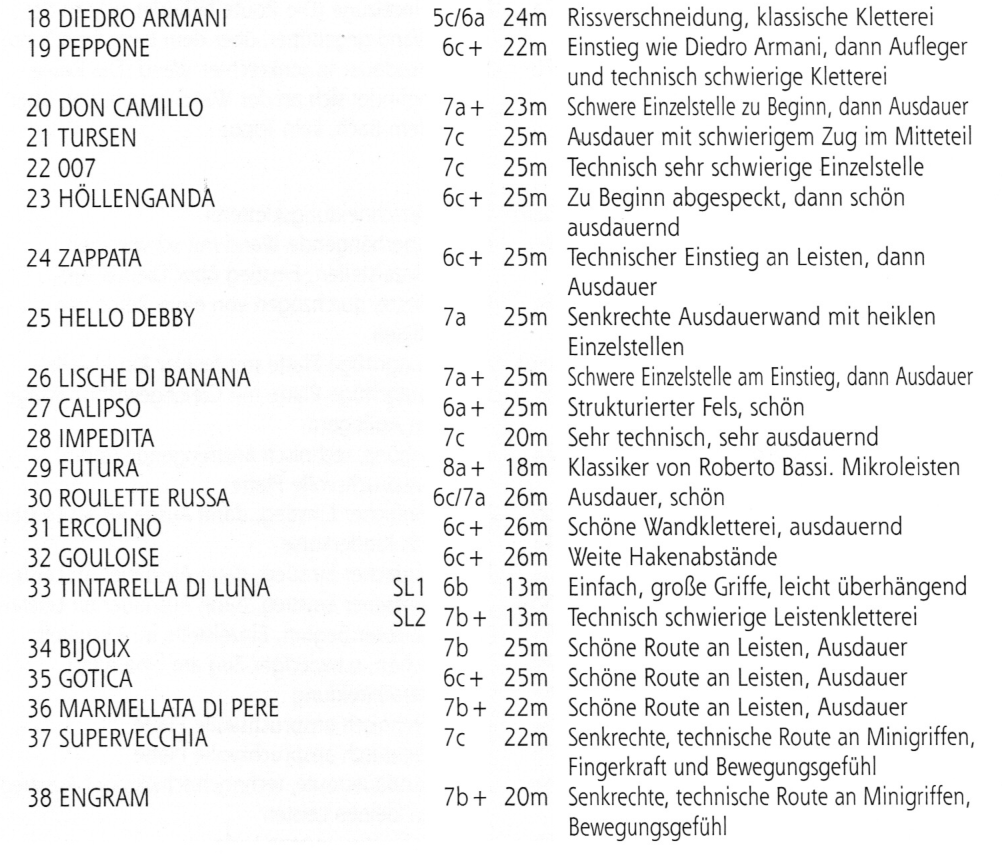 18 DIEDRO ARMANI 5c/6a 24m Rissverschneidung, klassische Kletterei
19 PEPPONE 6c+ 22m Einstieg wie Diedro Armani, dann Aufleger
und technisch schwierige Kletterei
20 DON CAMILLO 7a+ 23m Schwere Einzelstelle zu Beginn, dann Ausdauer
21 TURSEN 7c 25m Ausdauer mit schwierigem Zug im Mitteteil
22 007 7c 25m Technisch sehr schwierige Einzelstelle
23 HÖLLENGANDA 6c+ 25m Zu Beginn abgespeckt, dann schön
ausdauernd
24 ZAPPATA 6c+ 25m Technischer Einstieg an Leisten, dann
Ausdauer
25 HELLO DEBBY 7a 25m Senkrechte Ausdauerwand mit heiklen
Einzelstellen
26 LISCHE DI BANANA 7a+ 25m Schwere Einzelstelle am Einstieg, dann Ausdauer
27 CALIPSO 6a+ 25m Strukturierter Fels, schön
28 IMPEDITA 7c 20m Sehr technisch, sehr ausdauernd
29 FUTURA 8a+ 18m Klassiker von Roberto Bassi. Mikroleisten
30 ROULETTE RUSSA 6c/7a 26m Ausdauer, schön
31 ERCOLINO 6c+ 26m Schöne Wandkletterei, ausdauernd
32 GOULOISE 6c+ 26m Weite Hakenabstände
33 TINTARELLA DI LUNA SL1 6b 13m Einfach, große Griffe, leicht überhängend
SL2 7b+ 13m Technisch schwierige Leistenkletterei
34 BIJOUX 7b 25m Schöne Route an Leisten, Ausdauer
35 GOTICA 6c+ 25m Schöne Route an Leisten, Ausdauer
36 MARMELLATA DI PERE 7b+ 22m Schöne Route an Leisten, Ausdauer
37 SUPERVECCHIA 7c 22m Senkrechte, technische Route an Minigriffen,
Fingerkraft und Bewegungsgefühl
38 ENGRAM 7b+ 20m Senkrechte, technische Route an Minigriffen,
Bewegungsgefühl